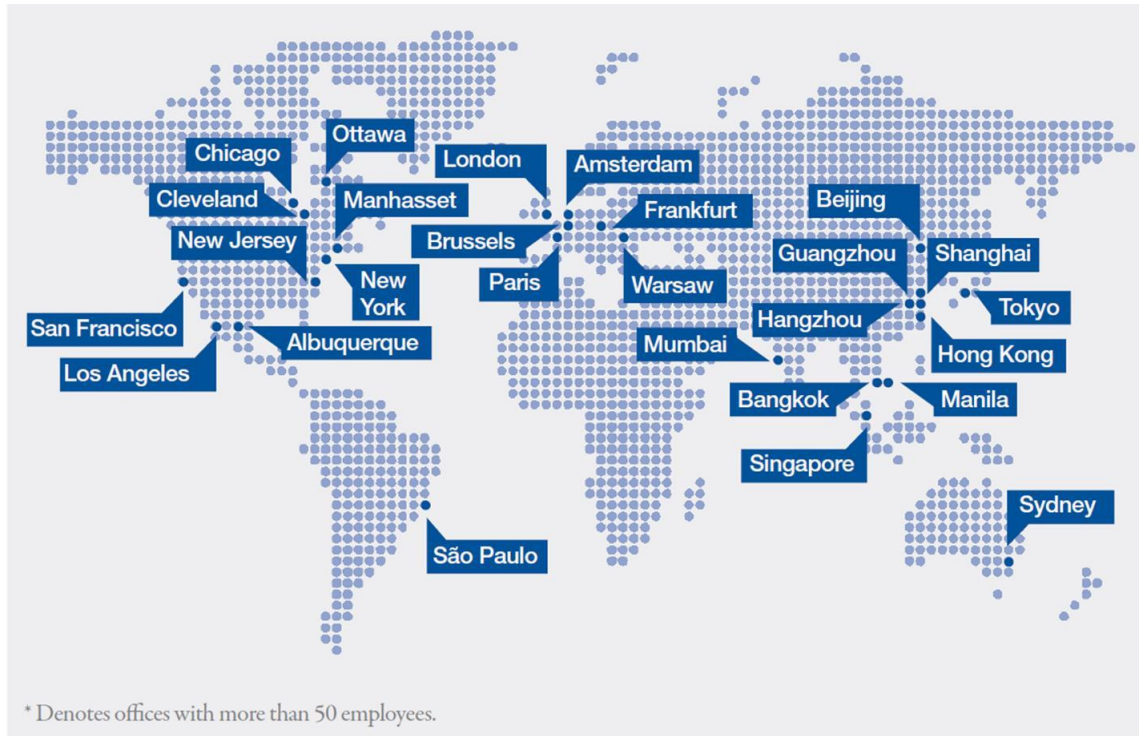 Ottawa
Chicago
London
Amsterdam
Cleveland
Manhasset
Frankfurt
Beijing
New Jersey
Brussels
Guangzhou
Shanghai
Paris
Warsaw
New
York
San Francisco
Hangzhou
Tokyo
Albuquerque
Mumbai
Hong Kong
Los Angeles
Bangkok
Manila
Singapore
Sydney
São Paulo
* Denotes offices with more than 50 employees.